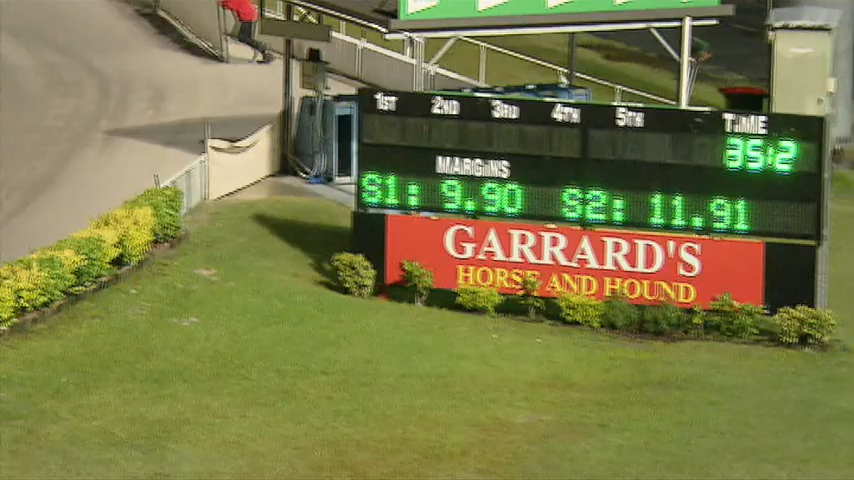 1ST 2ND 3RD 4TH 5TH TIME
35:2
MARGINS
S1: 9.90 S2: 11.91
GARRARD'S
HORSE AND HOUND